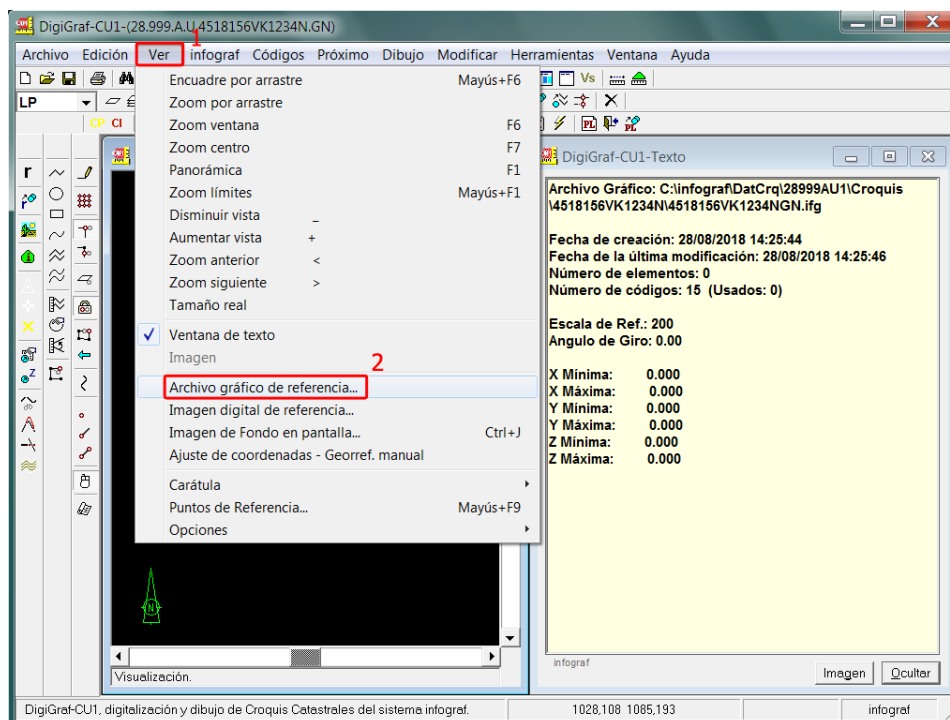 DigiGraf-CU1-(28.999.A.U.4518156VK1234N.GN)
1
Archivo Edición Ver infograf Códigos Próximo Dibujo Modificar Herramientas Ventana Ayuda
Vs
LP
CP CI
PL PL
r
Z
Encuadre por arrastre Mayús+F6
Zoom por arrastre
Zoom ventana F6
Zoom centro F7
Panorámica F1
Zoom límites Mayús+F1
Disminuir vista _
Aumentar vista +
Zoom anterior <
Zoom siguiente >
Tamaño real
Ventana de texto
Imagen
2
Archivo gráfico de referencia...
Imagen digital de referencia...
Imagen de Fondo en pantalla... Ctrl+J
Ajuste de coordenadas - Georref. manual
Carátula
Puntos de Referencia... Mayús+F9
Opciones
N
Visualización.
DigiGraf-CU1-Texto
Archivo Gráfico: C:\infograf\DatCrq\28999AU1\Croquis
\4518156VK1234N\4518156VK1234NGN.ifg
Fecha de creación: 28/08/2018 14:25:44
Fecha de la última modificación: 28/08/2018 14:25:46
Número de elementos: 0
Número de códigos: 15 (Usados: 0)
Escala de Ref.: 200
Angulo de Giro: 0.00
X Mínima: 0.000
X Máxima: 0.000
Y Mínima: 0.000
Y Máxima: 0.000
Z Mínima: 0.000
Z Máxima: 0.000
infograf
Imagen Ocultar
DigiGraf-CU1, digitalización y dibujo de Croquis Catastrales del sistema infograf. 1028,108 1085,193 infograf